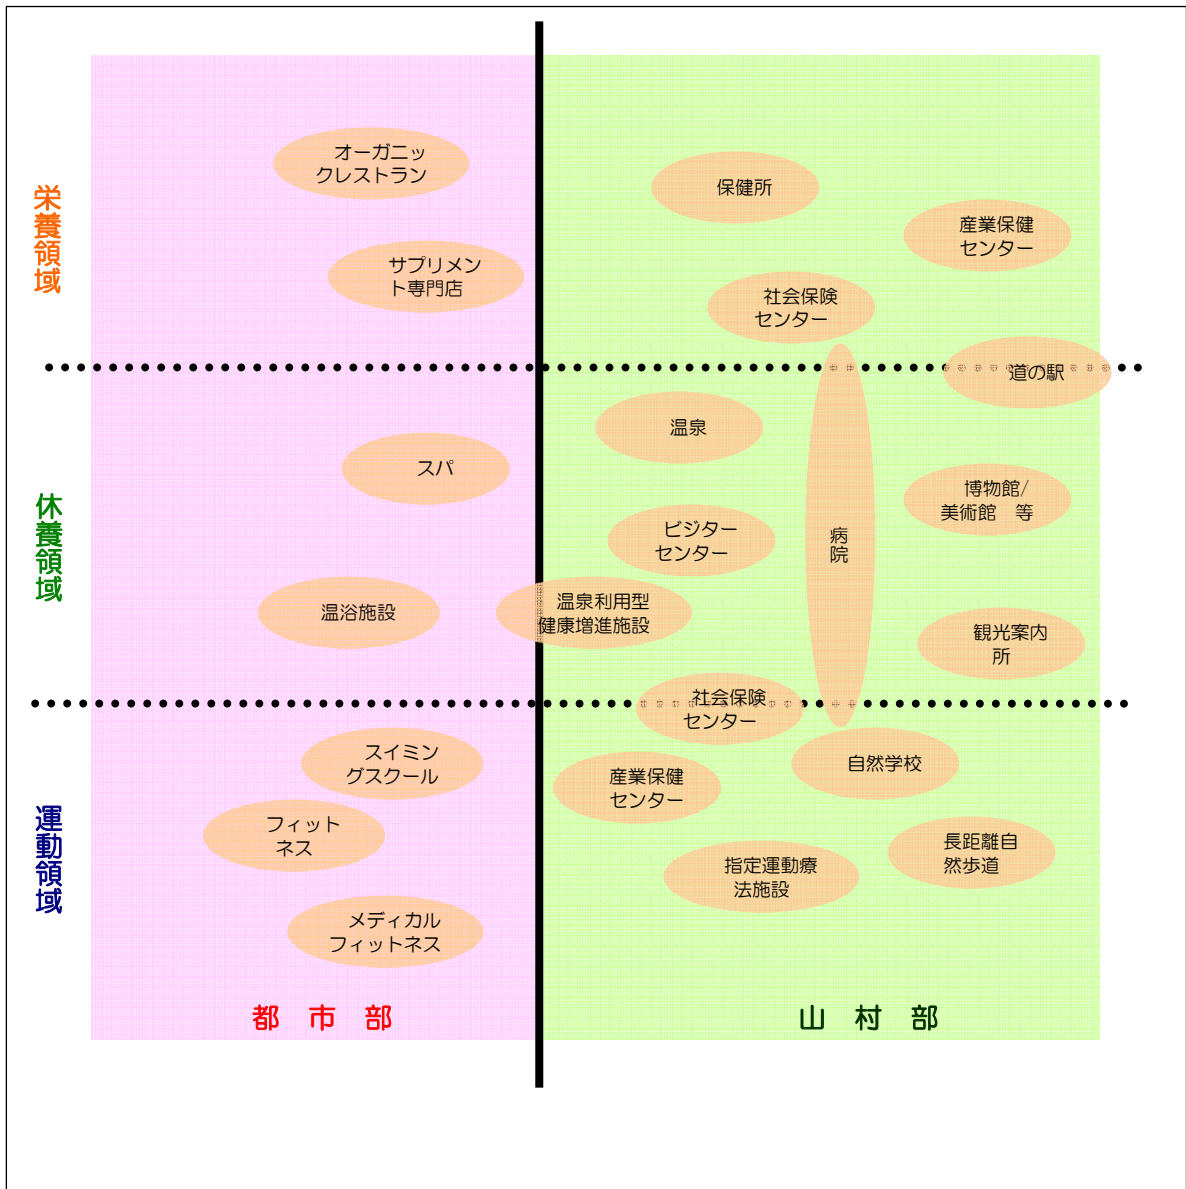 栄養領域
オーガニッ
クレストラン
サプリメン
ト専門店
保健所
産業保健
センター
社会保険
センター
道の駅
休養領域
スパ
温浴施設
温泉
ビジター
センター
温泉利用型
健康増進施設
病院
博物館/
美術館　等
観光案内
所
社会保険
センター
運動領域
スイミン
グスクール
フィット
ネス
メディカル
フィットネス
産業保健
センター
自然学校
指定運動療
法施設
長距離自
然歩道
都　市　部
山　村　部